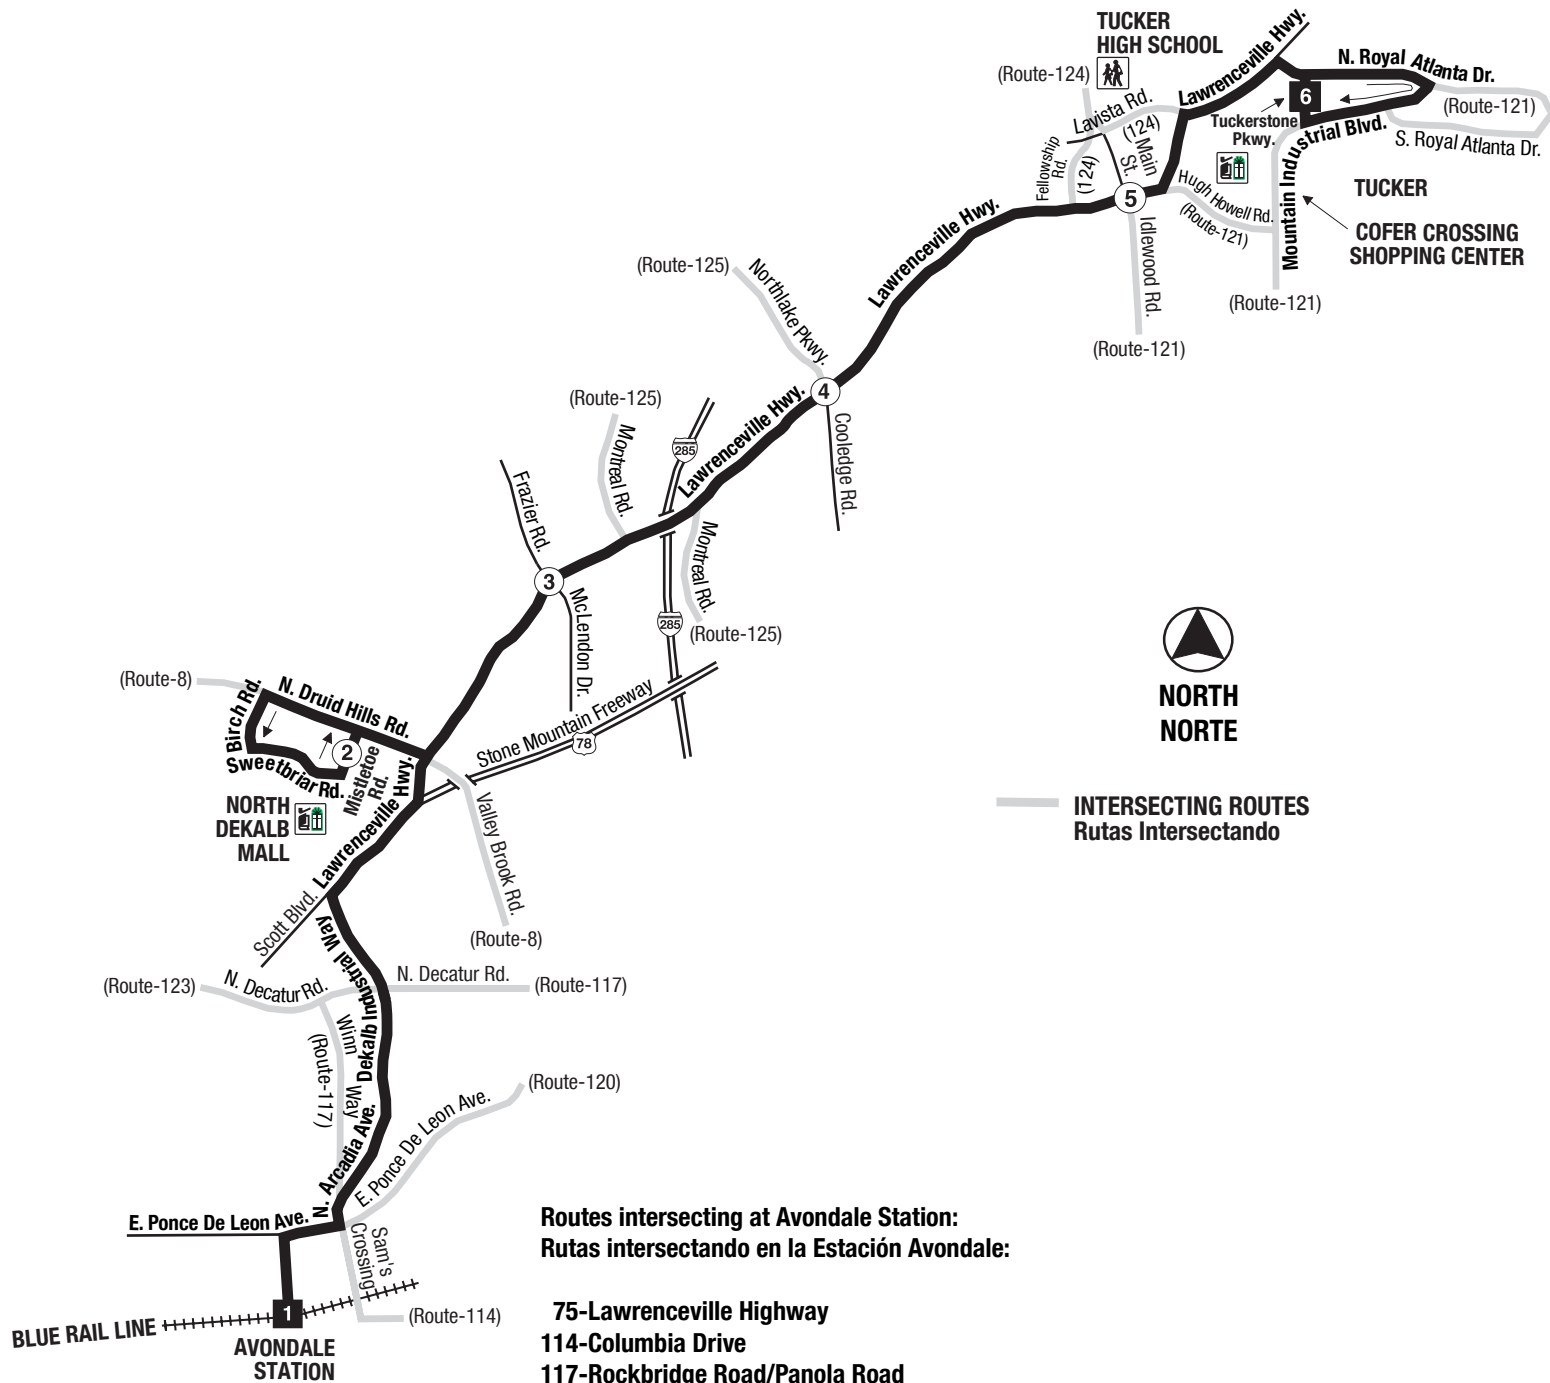 TUCKER
HIGH SCHOOL
(Route-124)
Lavista Rd.
(124)
Main
St.
Fellowship
Rd.
(124)
Lawrenceville Hwy.
N. Royal Atlanta Dr.
6
(Route-121)
Tuckerstone
Pkwy.
Mountain Industrial Blvd.
S. Royal Atlanta Dr.
Hugh Howell Rd.
(Route-121)
TUCKER
COFER CROSSING
SHOPPING CENTER
(Route-121)
5
Idlewood Rd.
(Route-121)
Lawrenceville Hwy.
(Route-125)
Northlake Pkwy.
4
Cooledge Rd.
Lawrenceville Hwy.
(Route-125)
Montreal Rd.
285
Frazier Rd.
3
McLendon Dr.
Montreal Rd.
285
(Route-125)
Stone Mountain Freeway
78
NORTH
NORTE
(Route-8)
N. Druid Hills Rd.
Birch Rd.
Sweetbriar Rd.
2
Mistletoe
Rd.
NORTH
DEKALB
MALL
Lawrenceville Hwy.
Valley Brook Rd.
(Route-8)
INTERSECTING ROUTES
Rutas Intersectando
Scott Blvd.
Dekalb Industrial Way
(Route-123)
N. Decatur Rd.
N. Decatur Rd.
(Route-117)
Winn
Way
(Route-117)
N. Arcadia Ave.
E. Ponce De Leon Ave.
(Route-120)
E. Ponce De Leon Ave.
Sam's
Crossing
1
(Route-114)
BLUE RAIL LINE
AVONDALE
STATION
Routes intersecting at Avondale Station:
Rutas intersectando en la Estación Avondale:
75-Lawrenceville Highway
114-Columbia Drive
117-Rockbridge Road/Panola Road